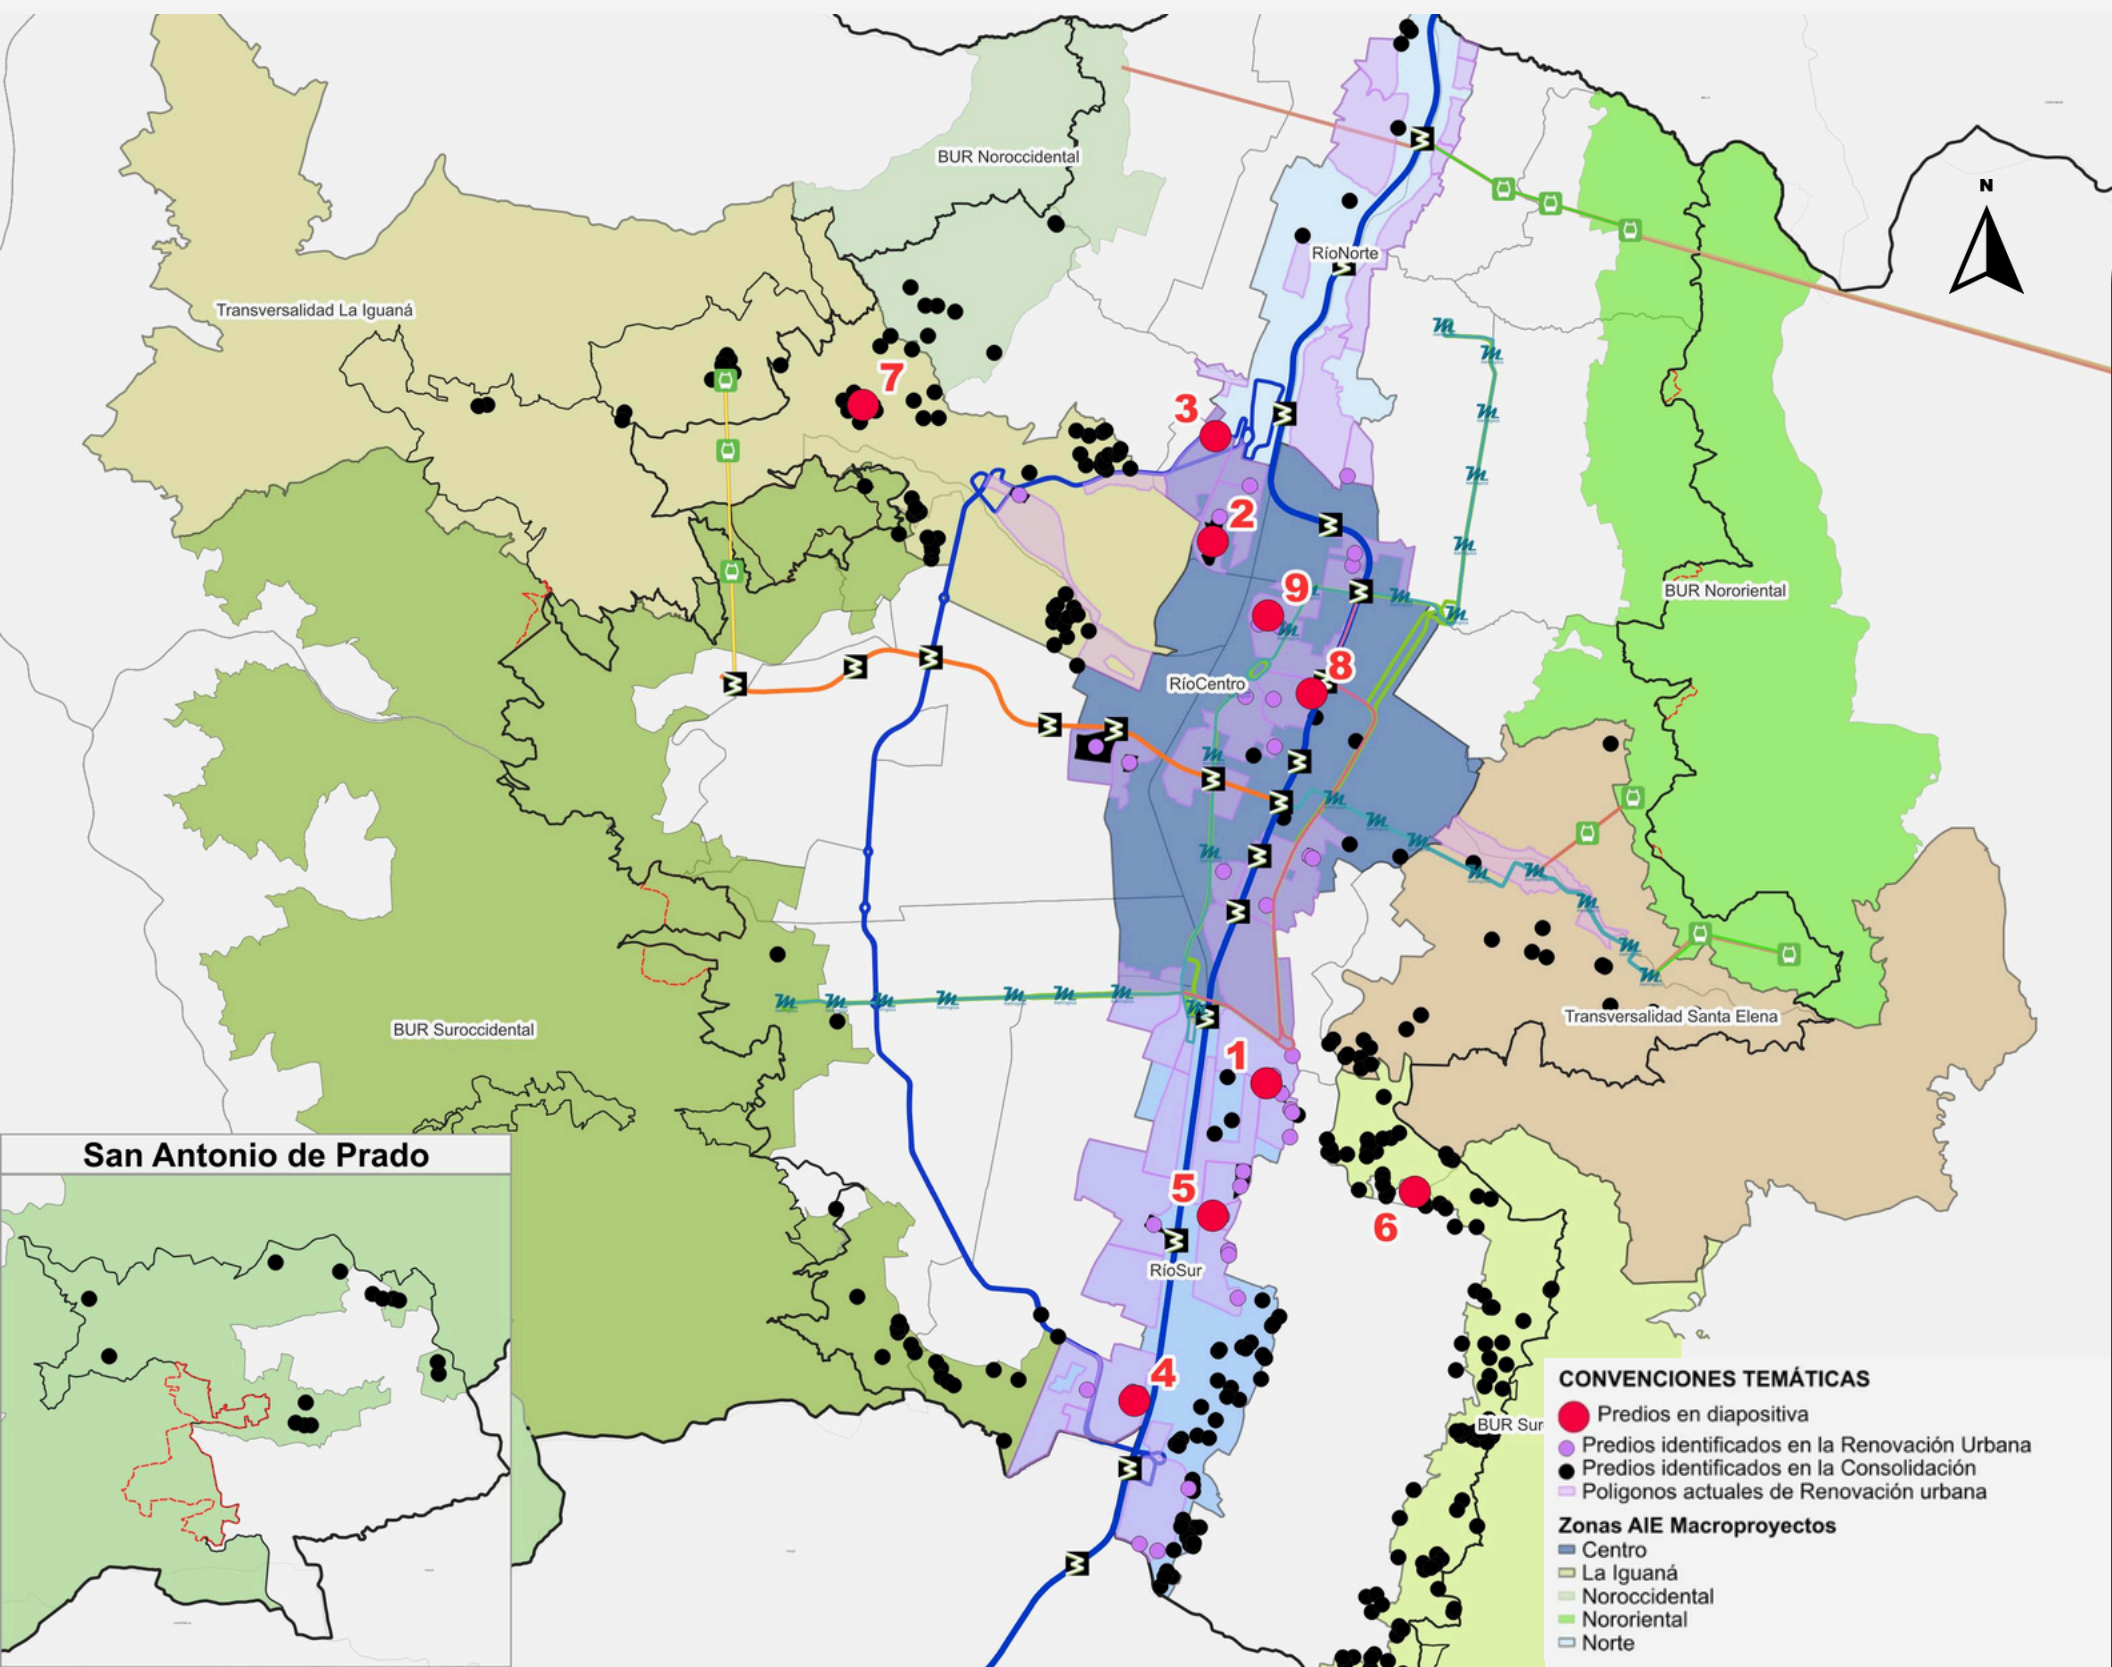 BUR Noroccidental
N
RíoNorte
Transversalidad La Iguaná
7
3
2
BUR Nororiental
9
8
RíoCentro
BUR Suroccidental
Transversalidad Santa Elena
1
San Antonio de Prado
5
6
RíoSur
4
BUR Sur
CONVENCIONES TEMÁTICAS
Predios en diapositiva
Predios identificados en la Renovación Urbana
Predios identificados en la Consolidación
Poligonos actuales de Renovación urbana
Zonas AIE Macroproyectos
Centro
La Iguaná
Noroccidental
Nororiental
Norte